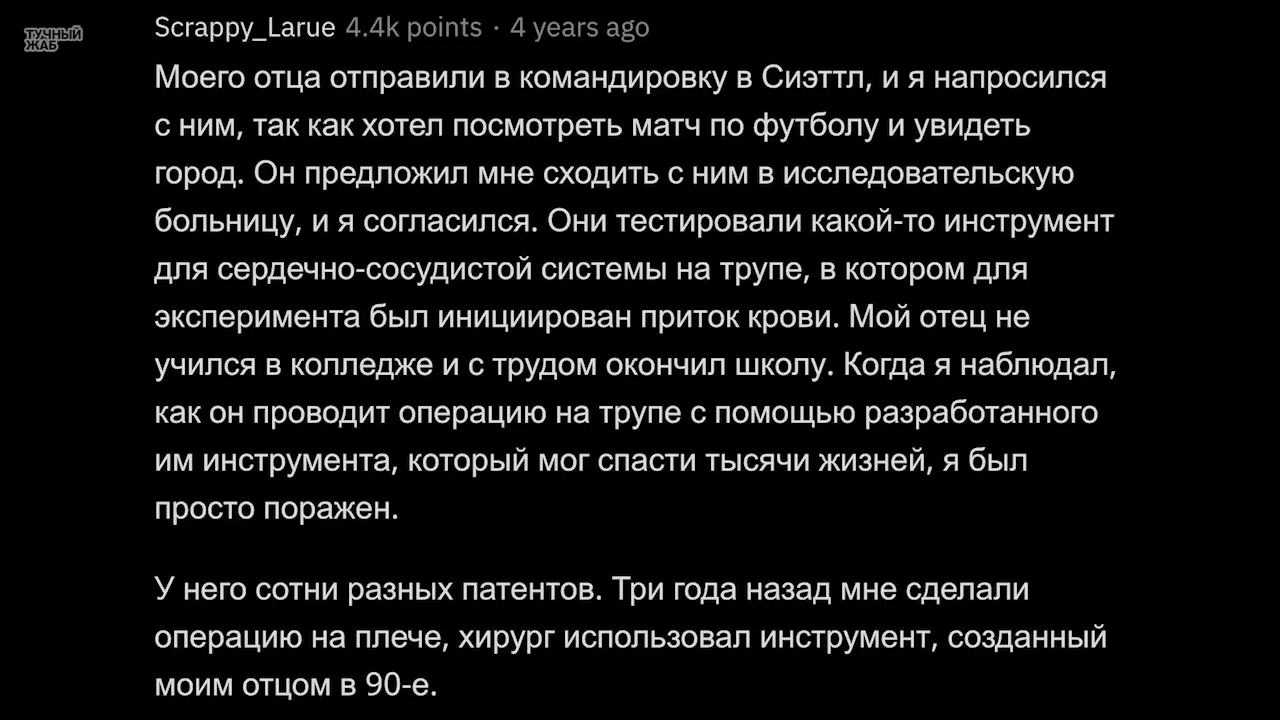 ТУЧНЫЙ
ЖАБ
Scrappy_Larue 4.4k points · 4 years ago
Моего отца отправили в командировку в Сиэттл, и я напросился
с ним, так как хотел посмотреть матч по футболу и увидеть
город. Он предложил мне сходить с ним в исследовательскую
больницу, и я согласился. Они тестировали какой-то инструмент
для сердечно-сосудистой системы на трупе, в котором для
эксперимента был инициирован приток крови. Мой отец не
учился в колледже и с трудом окончил школу. Когда я наблюдал,
как он проводит операцию на трупе с помощью разработанного
им инструмента, который мог спасти тысячи жизней, я был
просто поражен.
У него сотни разных патентов. Три года назад мне сделали
операцию на плече, хирург использовал инструмент, созданный
моим отцом в 90-е.